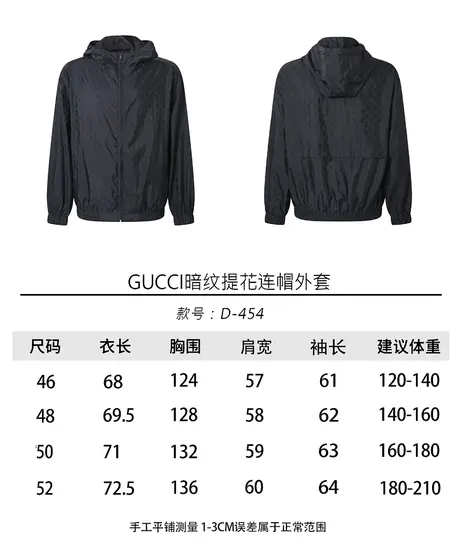 GUCCI暗纹提花连帽外套
款号：D-454
尺码 衣长 胸围 肩宽 袖长 建议体重
46 68 124 57 61 120-140
48 69.5 128 58 62 140-160
50 71 132 59 63 160-180
52 72.5 136 60 64 180-210
手工平铺测量 1-3CM误差属于正常范围